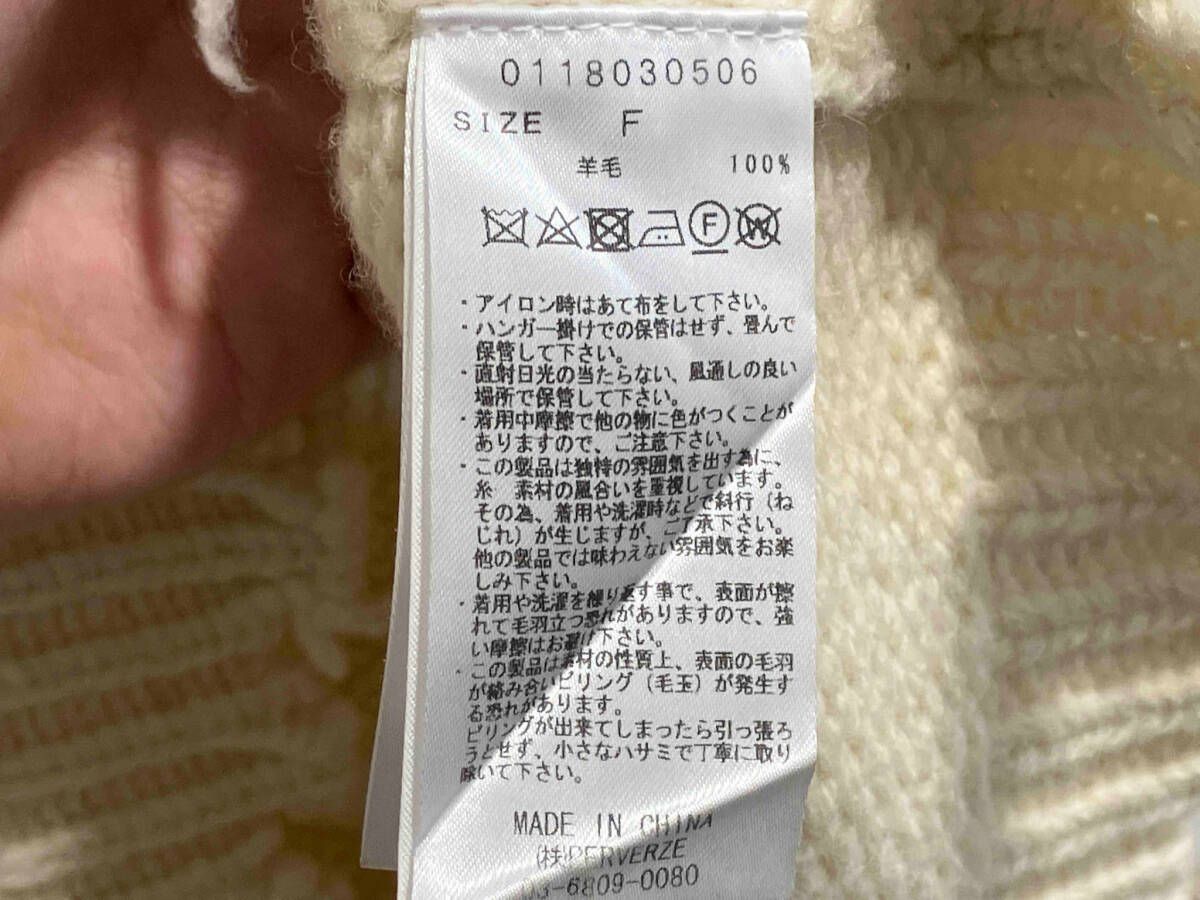 0118030506
SIZE F
羊毛 100%
F W
・アイロン時はあて布をして下さい。
・ハンガー掛けでの保管はせず、畳んで
保管して下さい。
・直射日光の当たらない、風通しの良い
場所で保管して下さい。
・着用中摩擦で他の物に色がつくことが
ありますので、ご注意下さい。
・この製品は独特の雰囲気を出す為に、
糸 素材の風合いを重視しています。
その為、着用や洗濯時などで斜行（ね
じれ）が生じますが、ご了承下さい。
他の製品では味わえない雰囲気をお楽
しみ下さい。
・着用や洗濯を繰り返す事で、表面が擦
れて毛羽立つ恐れがありますので、強
い摩擦はお避け下さい。
・この製品は素材の性質上、表面の毛羽
が絡み合いピリング（毛玉）が発生す
る恐れがあります。
ピリングが出来てしまったら引っ張ろ
うとせず、小さなハサミで丁寧に取り
除いて下さい。
MADE IN CHINA
(株)PERVERZE
03-6809-0080